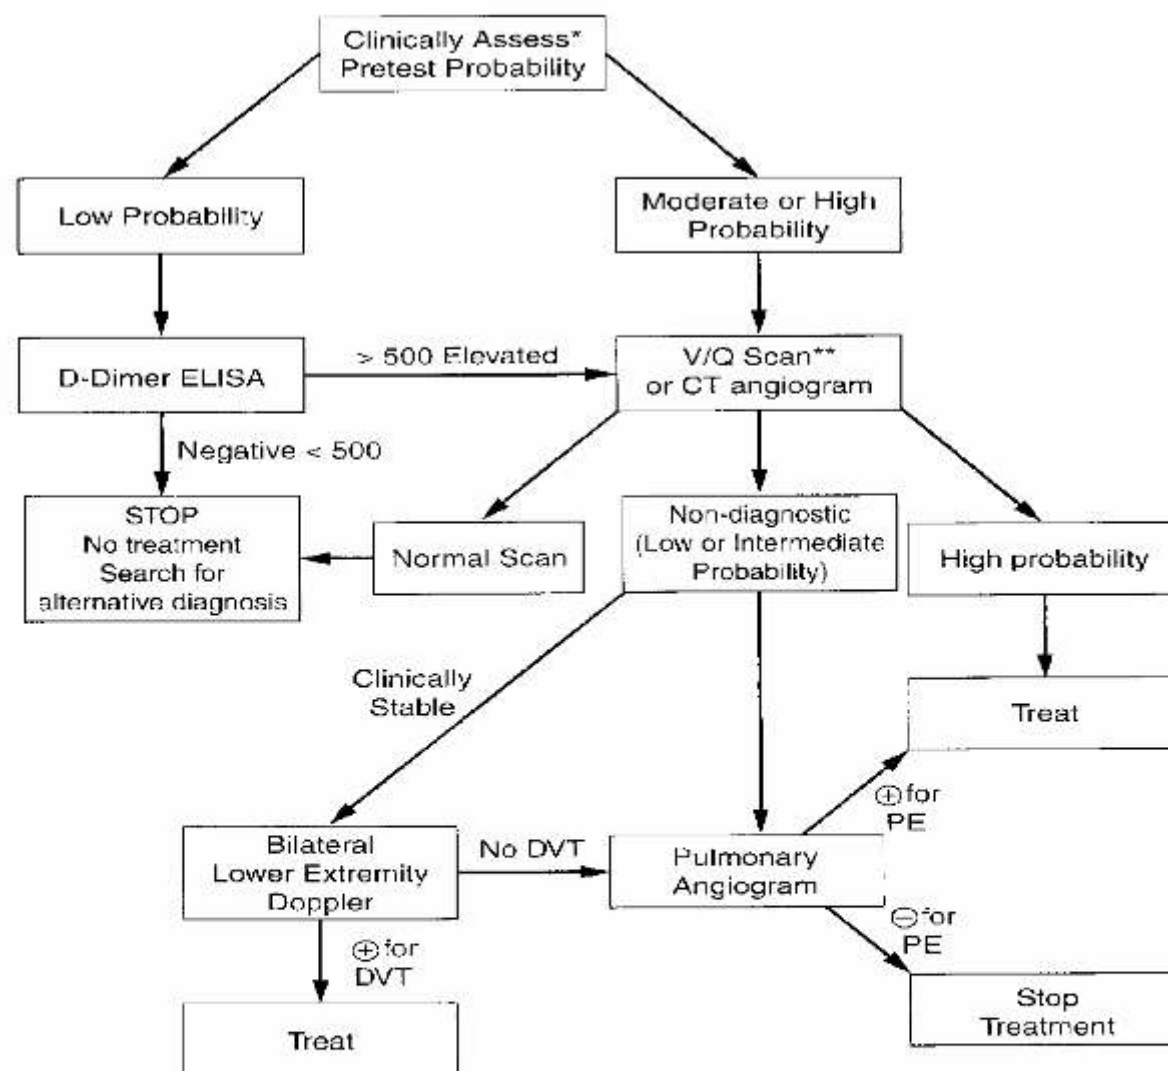 Clinically Assess*
Pretest Probability
Low Probability
Moderate or High
Probability
D-Dimer ELISA
> 500 Elevated
V/Q Scan**
or CT angiogram
Negative < 500
STOP
No treatment
Search for
alternative diagnosis
Normal Scan
Non-diagnostic
(Low or Intermediate
Probability)
High probability
Clinically
Stable
Treat
Bilateral
Lower Extremity
Doppler
No DVT
Pulmonary
Angiogram
⊕ for
PE
⊖ for
PE
⊕ for
DVT
Treat
Stop
Treatment